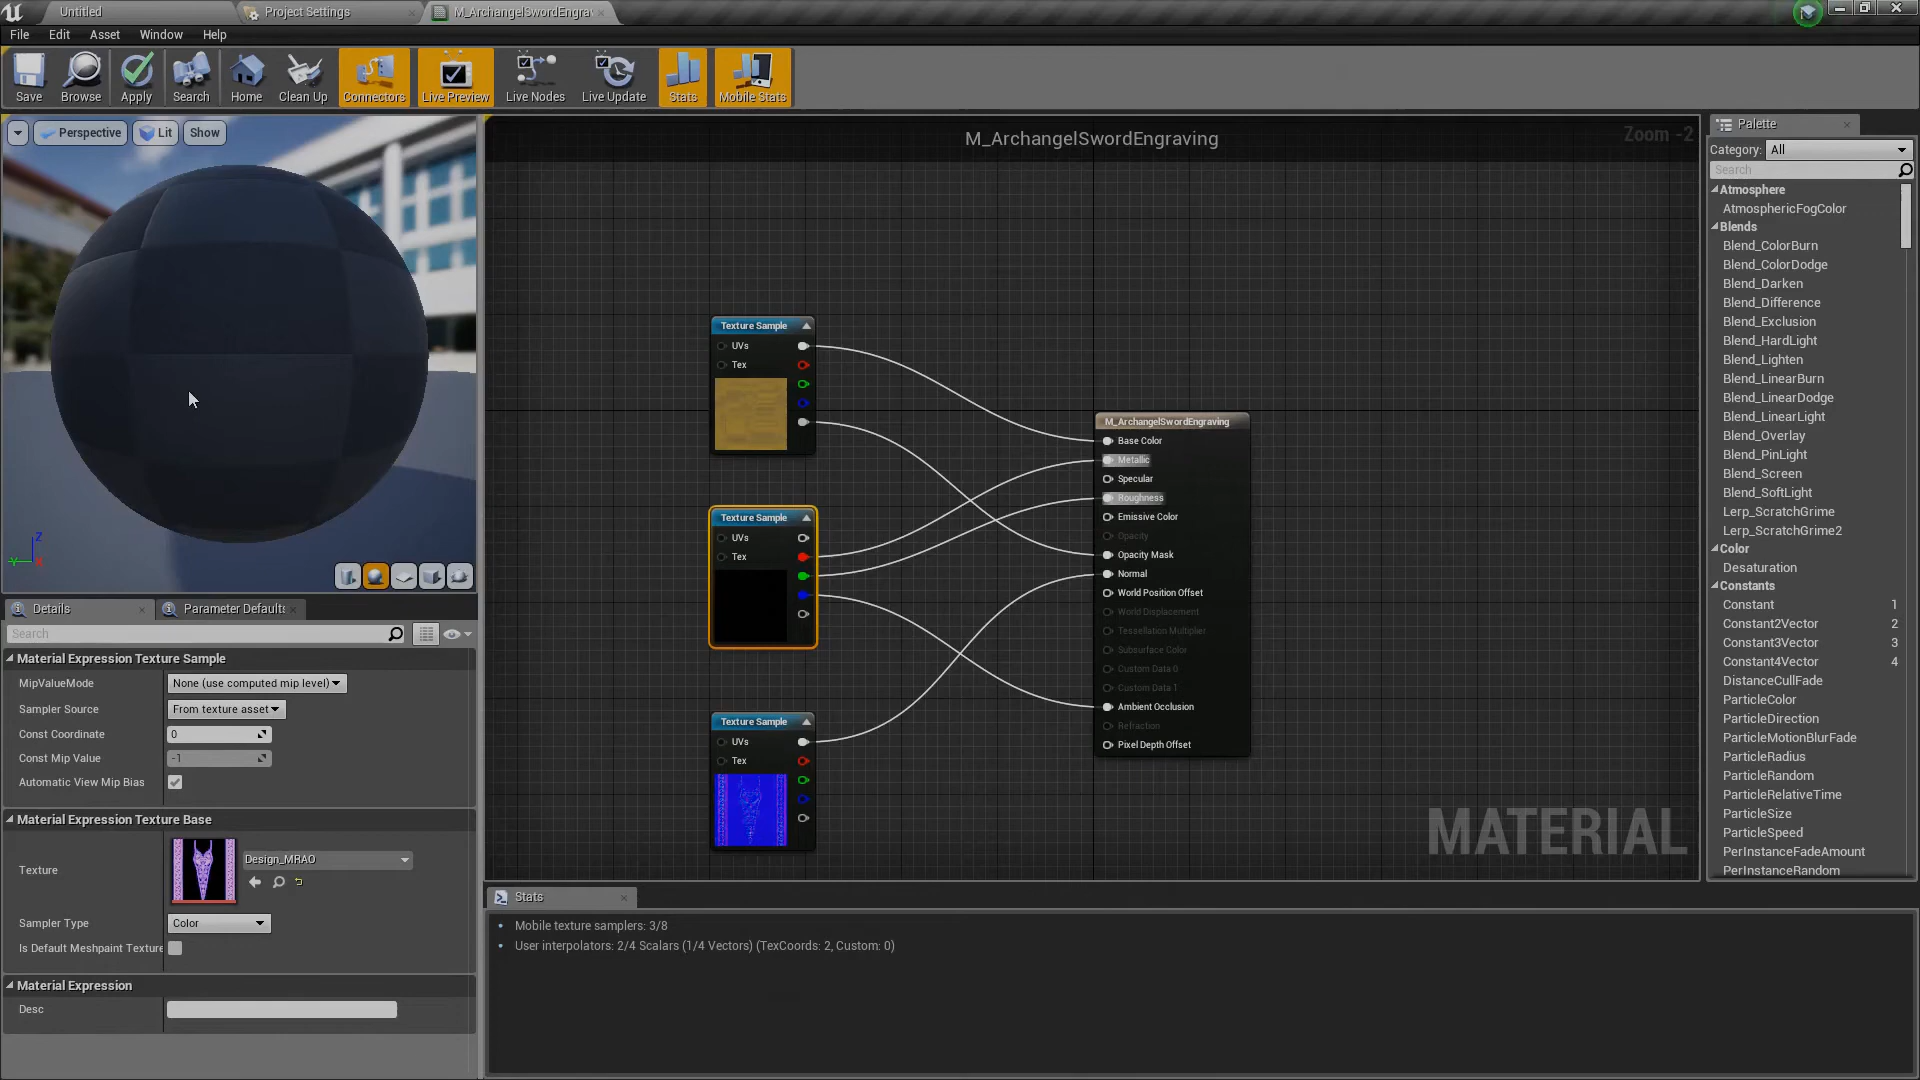 Untitled
Project Settings
M_ArchangelSwordEngrav
File Edit Asset Window Help
Save Browse Apply Search Home Clean Up Connectors Live Preview Live Nodes Live Update Stats Mobile Stats
Perspective Lit Show
M_ArchangelSwordEngraving
Zoom -2
Palette
Category: All
Search
Atmosphere
AtmosphericFogColor
Blends
Blend_ColorBurn
Blend_ColorDodge
Blend_Darken
Blend_Difference
Blend_Exclusion
Blend_HardLight
Blend_Lighten
Blend_LinearBurn
Blend_LinearDodge
Blend_LinearLight
Blend_Overlay
Blend_PinLight
Blend_Screen
Blend_SoftLight
Lerp_ScratchGrime
Lerp_ScratchGrime2
Color
Desaturation
Constants
Constant 1
Constant2Vector 2
Constant3Vector 3
Constant4Vector 4
DistanceCullFade
ParticleColor
ParticleDirection
ParticleMotionBlurFade
ParticleRadius
ParticleRandom
ParticleRelativeTime
ParticleSize
ParticleSpeed
PerInstanceFadeAmount
PerInstanceRandom
Texture Sample
UVs
Tex
Texture Sample
UVs
Tex
Texture Sample
UVs
Tex
M_ArchangelSwordEngraving
Base Color
Metallic
Specular
Roughness
Emissive Color
Opacity
Opacity Mask
Normal
World Position Offset
World Displacement
Tessellation Multiplier
Subsurface Color
Custom Data 0
Custom Data 1
Ambient Occlusion
Refraction
Pixel Depth Offset
MATERIAL
Z
Y
X
Details
Parameter Defaults
Search
Material Expression Texture Sample
MipValueMode None (use computed mip level)
Sampler Source From texture asset
Const Coordinate 0
Const Mip Value -1
Automatic View Mip Bias
Material Expression Texture Base
Texture Design_MRAO
Sampler Type Color
Is Default Meshpaint Texture
Material Expression
Desc
Stats
Mobile texture samplers: 3/8
User interpolators: 2/4 Scalars (1/4 Vectors) (TexCoords: 2, Custom: 0)